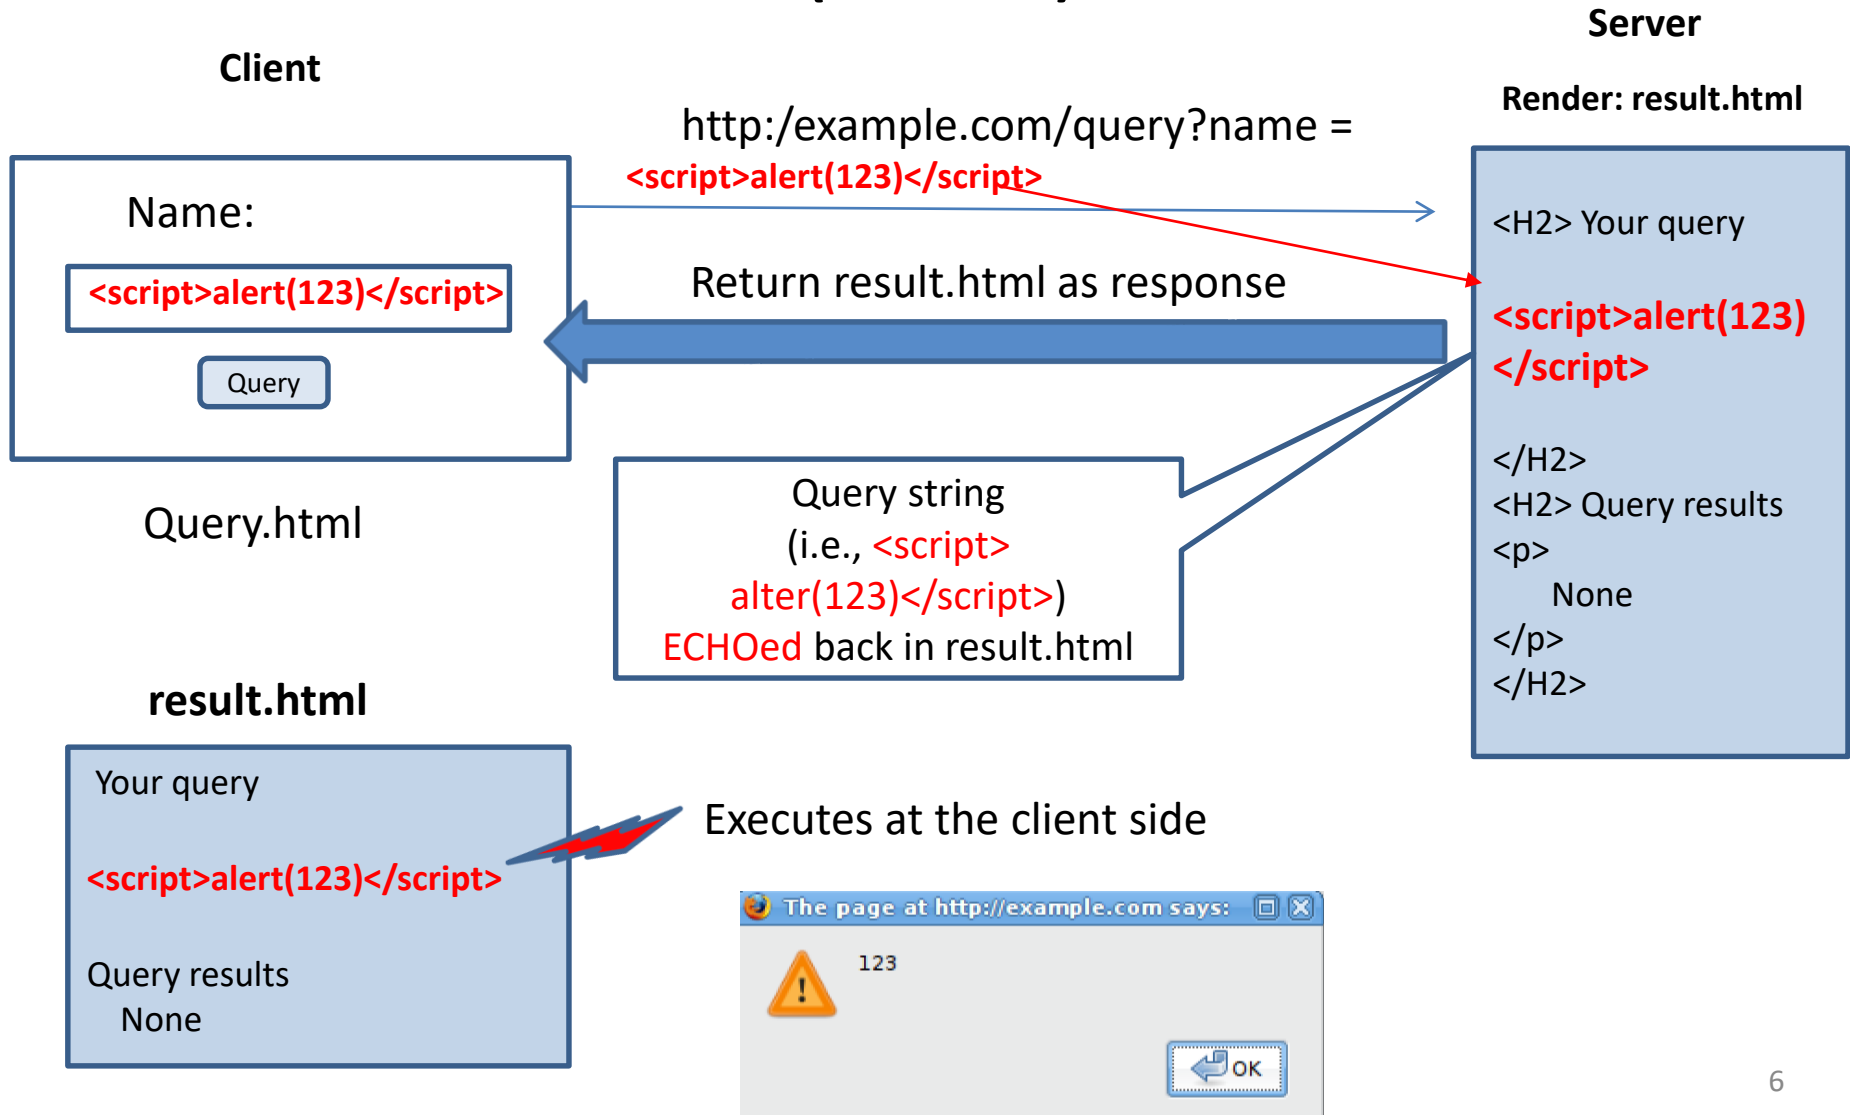 Client
Server
Render: result.html
http:/example.com/query?name =
<script>alert(123)</script>
Name:
<script>alert(123)</script>
Query
Query.html
Return result.html as response
<H2> Your query
<script>alert(123)
</script>
</H2>
<H2> Query results
<p>
None
</p>
</H2>
Query string
(i.e., <script>
alter(123)</script>)
ECHOed back in result.html
result.html
Your query
<script>alert(123)</script>
Query results
None
Executes at the client side
The page at http://example.com says:
123
OK
6